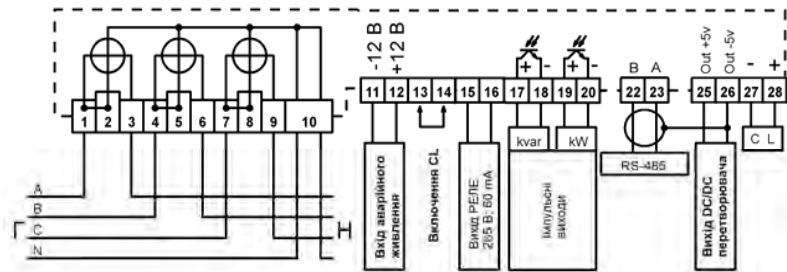 -12 В
+12 В
+ -
+ -
В А
Out +5v
Out -5v
- +
1 2 3 4 5 6 7 8 9 10
11 12 13 14 15 16 17 18 19 20
22 23
25 26 27 28
kvar
kW
C L
RS-485
A
B
C
N
Г
Н
Вхід аварійного
живлення
Включення CL
Вихід РЕЛЕ
265 В; 60 mA
Імпульсні
виходи
Вихід DC/DC
перетворювача